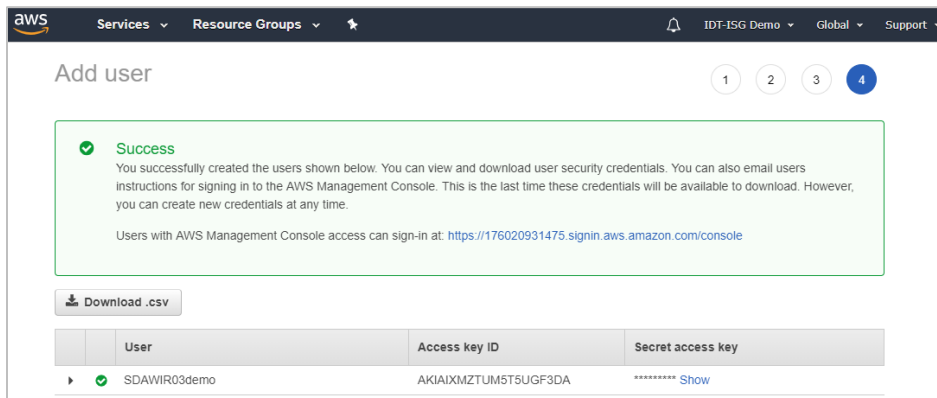 aws Services Resource Groups IDT-ISG Demo Global Support
Add user 1 2 3 4
Success
You successfully created the users shown below. You can view and download user security credentials. You can also email users
instructions for signing in to the AWS Management Console. This is the last time these credentials will be available to download. However,
you can create new credentials at any time.
Users with AWS Management Console access can sign-in at: https://176020931475.signin.aws.amazon.com/console
Download .csv
User Access key ID Secret access key
SDAWIR03demo AKIAIXMZTUM5T5UGF3DA ********* Show